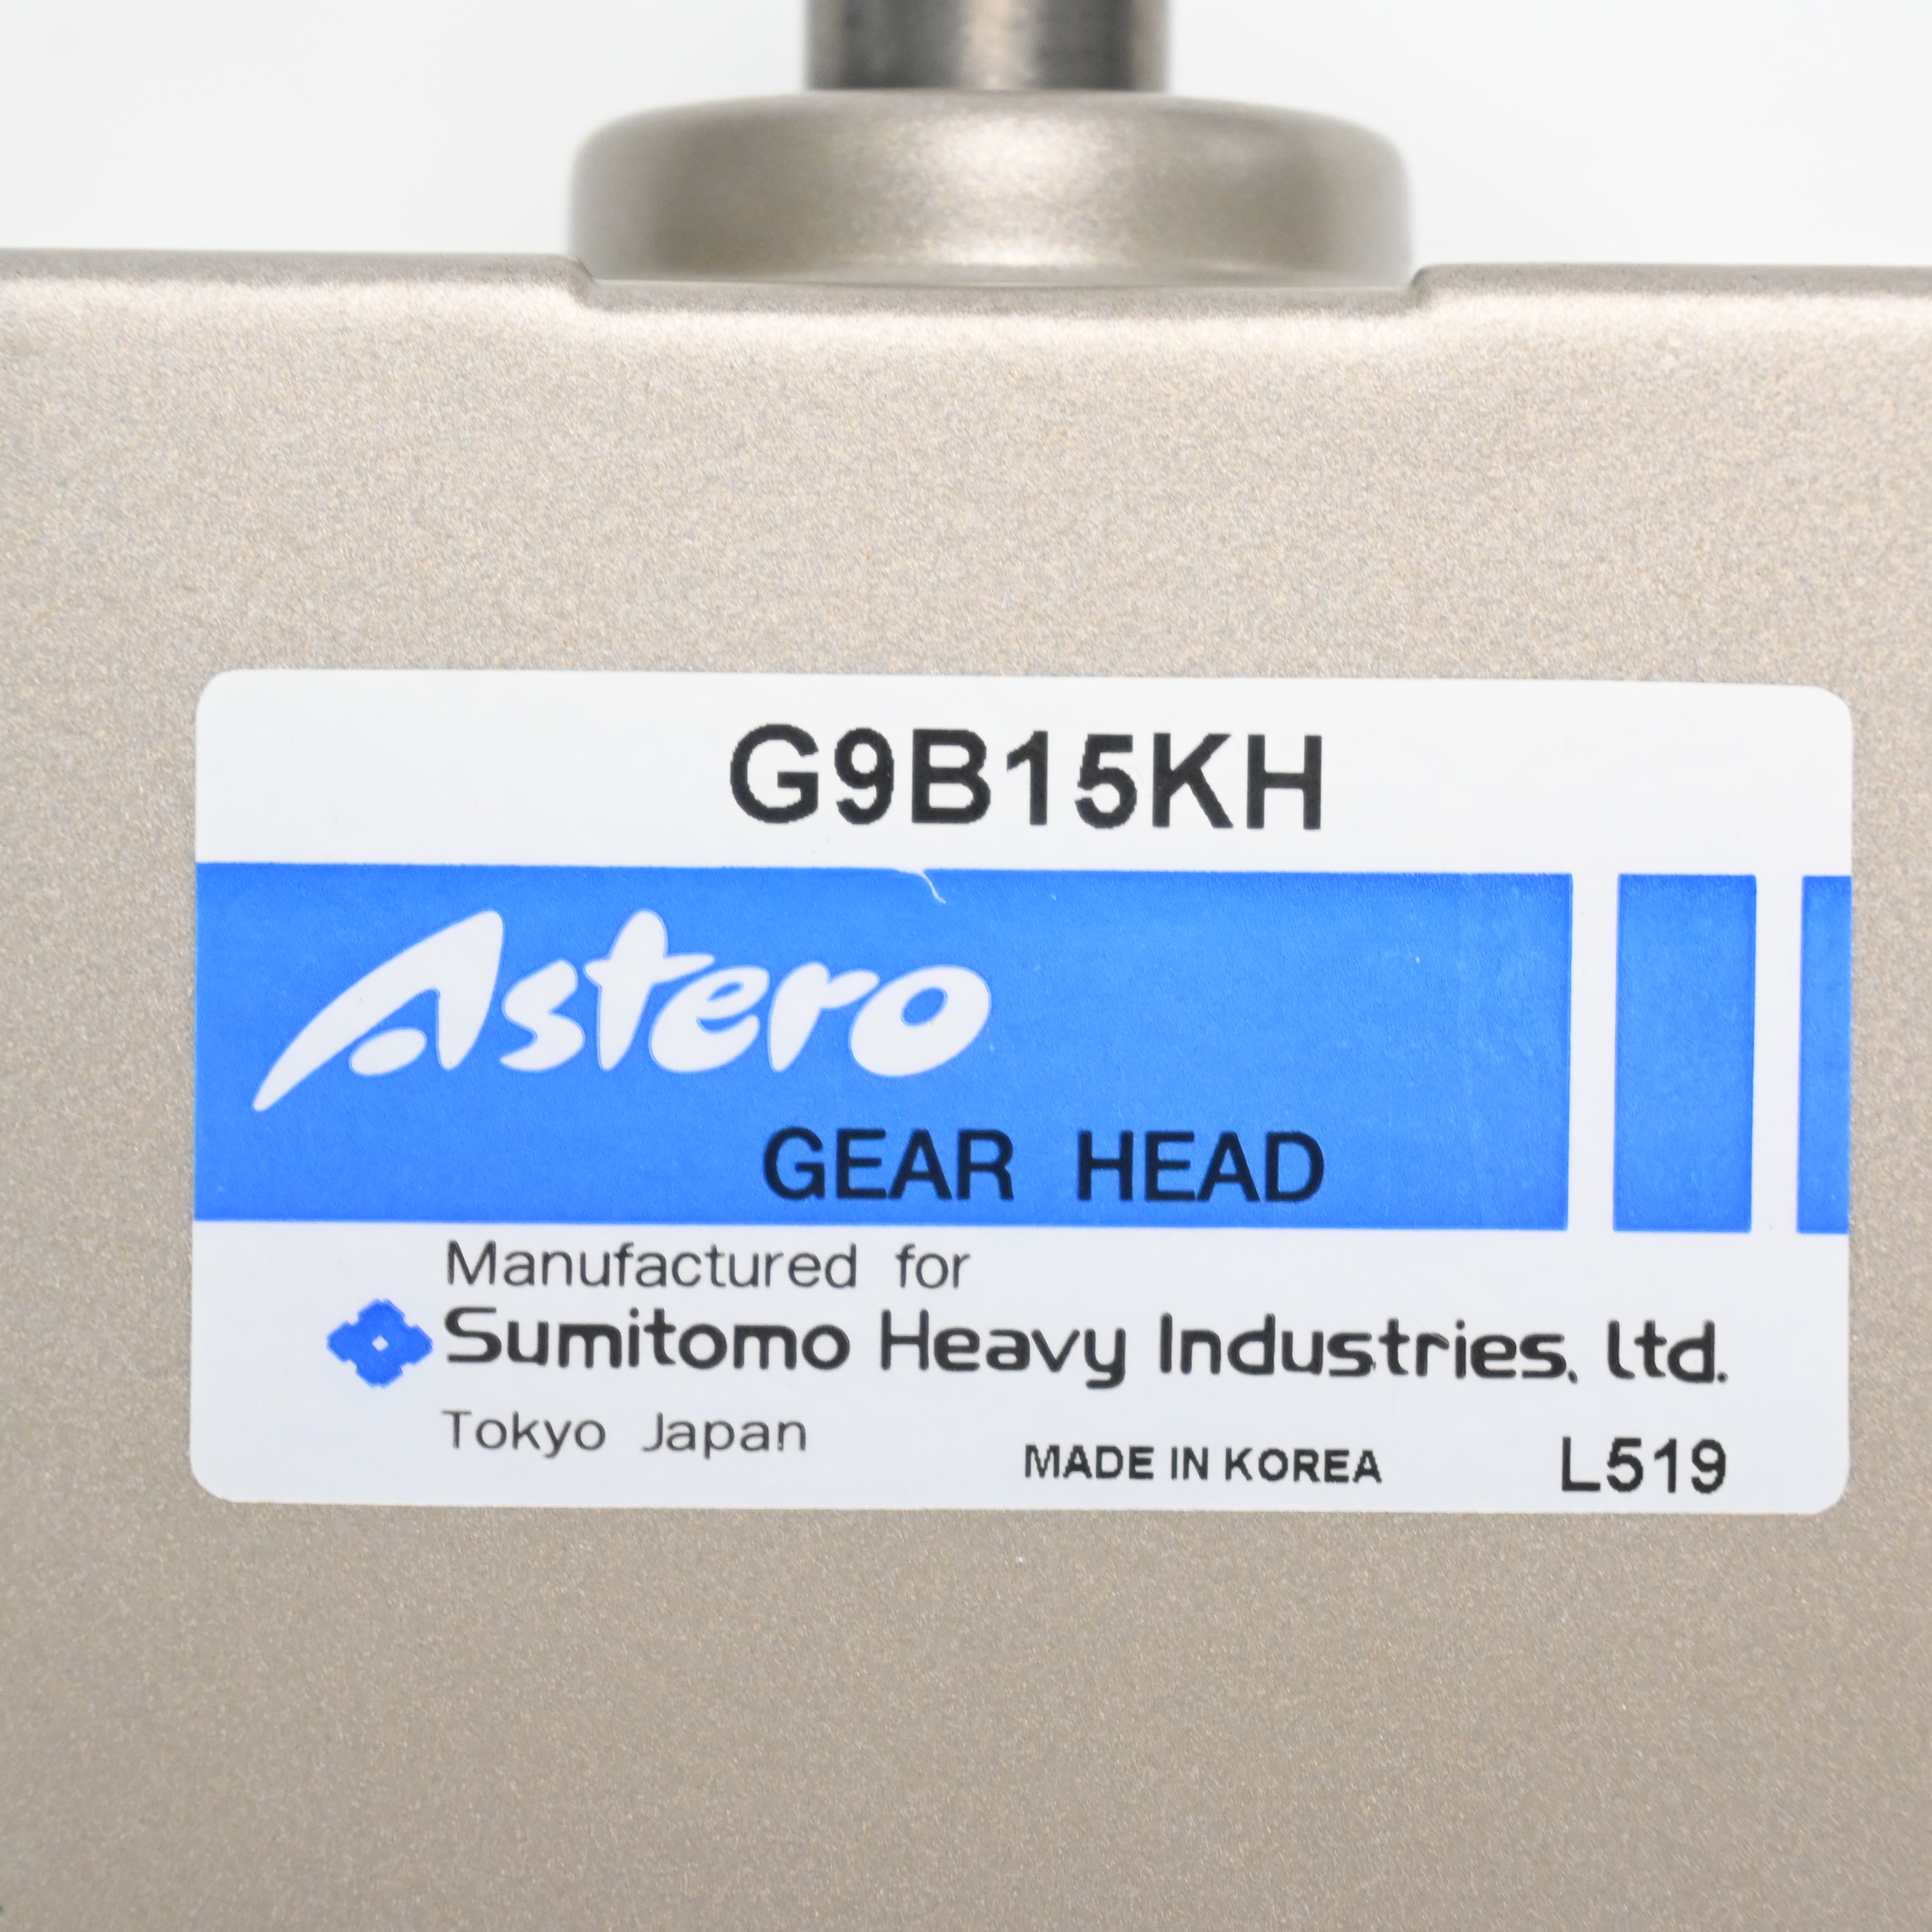 G9B15KH
Astero
GEAR HEAD
Manufactured for
Sumitomo Heavy Industries, Ltd.
Tokyo Japan
MADE IN KOREA
L519